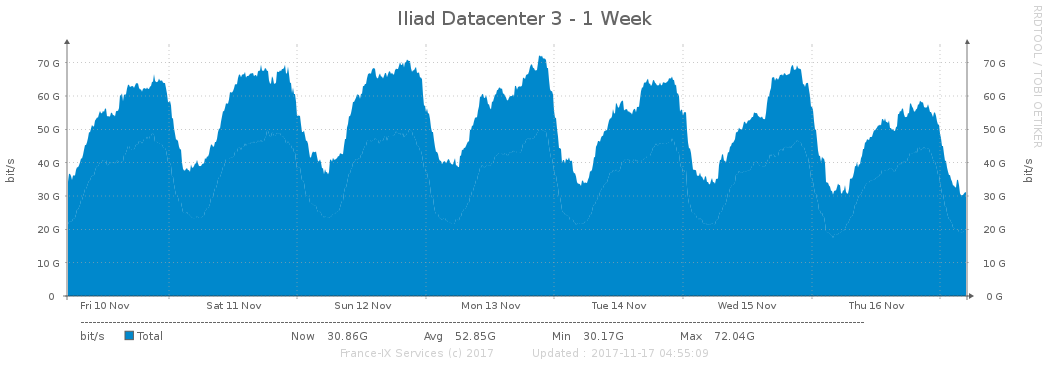 Iliad Datacenter 3 - 1 Week
RRDTOOL / TOBI OETIKER
bit/s
70 G
60 G
50 G
40 G
30 G
20 G
10 G
0
70 G
60 G
50 G
40 G
30 G
20 G
10 G
0 G
bit/s
Fri 10 Nov Sat 11 Nov Sun 12 Nov Mon 13 Nov Tue 14 Nov Wed 15 Nov Thu 16 Nov
bit/s Total Now 30.86G Avg 52.85G Min 30.17G Max 72.04G
France-IX Services (c) 2017 Updated : 2017-11-17 04:55:09